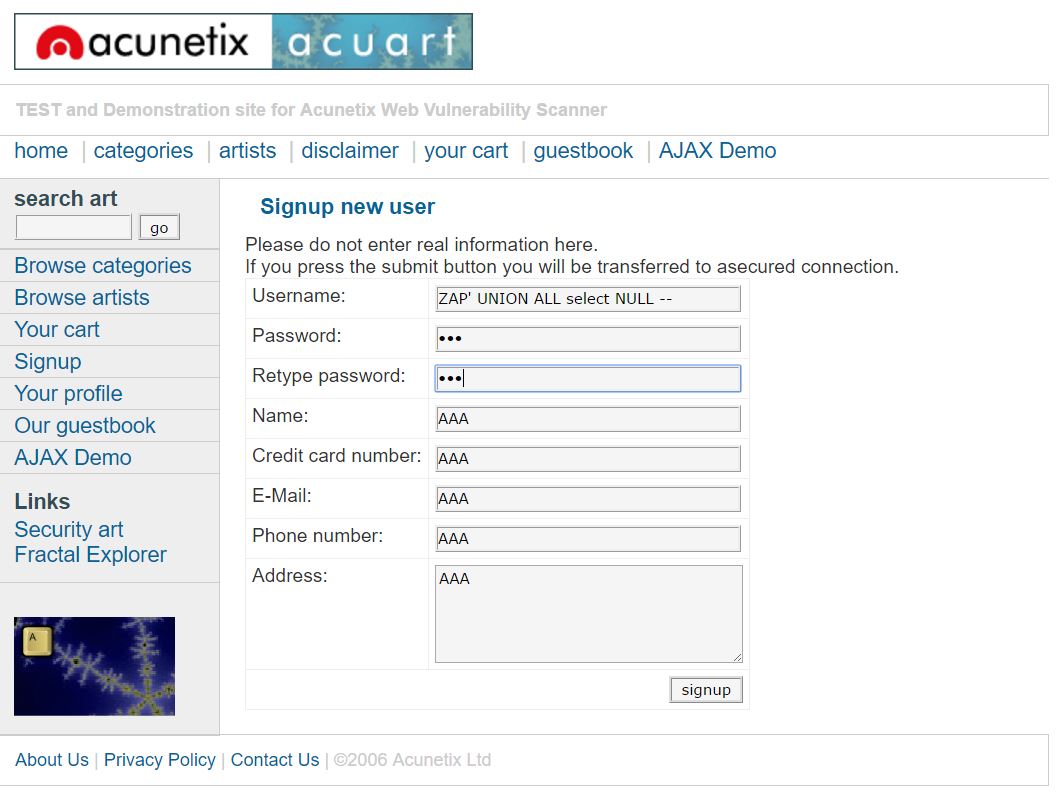 acunetix acuart
TEST and Demonstration site for Acunetix Web Vulnerability Scanner
home | categories | artists | disclaimer | your cart | guestbook | AJAX Demo
search art
go
Browse categories
Browse artists
Your cart
Signup
Your profile
Our guestbook
AJAX Demo
Links
Security art
Fractal Explorer
A
Signup new user
Please do not enter real information here.
If you press the submit button you will be transferred to asecured connection.
Username: ZAP' UNION ALL select NULL --
Password: •••
Retype password: •••
Name: AAA
Credit card number: AAA
E-Mail: AAA
Phone number: AAA
Address: AAA
signup
About Us | Privacy Policy | Contact Us | ©2006 Acunetix Ltd